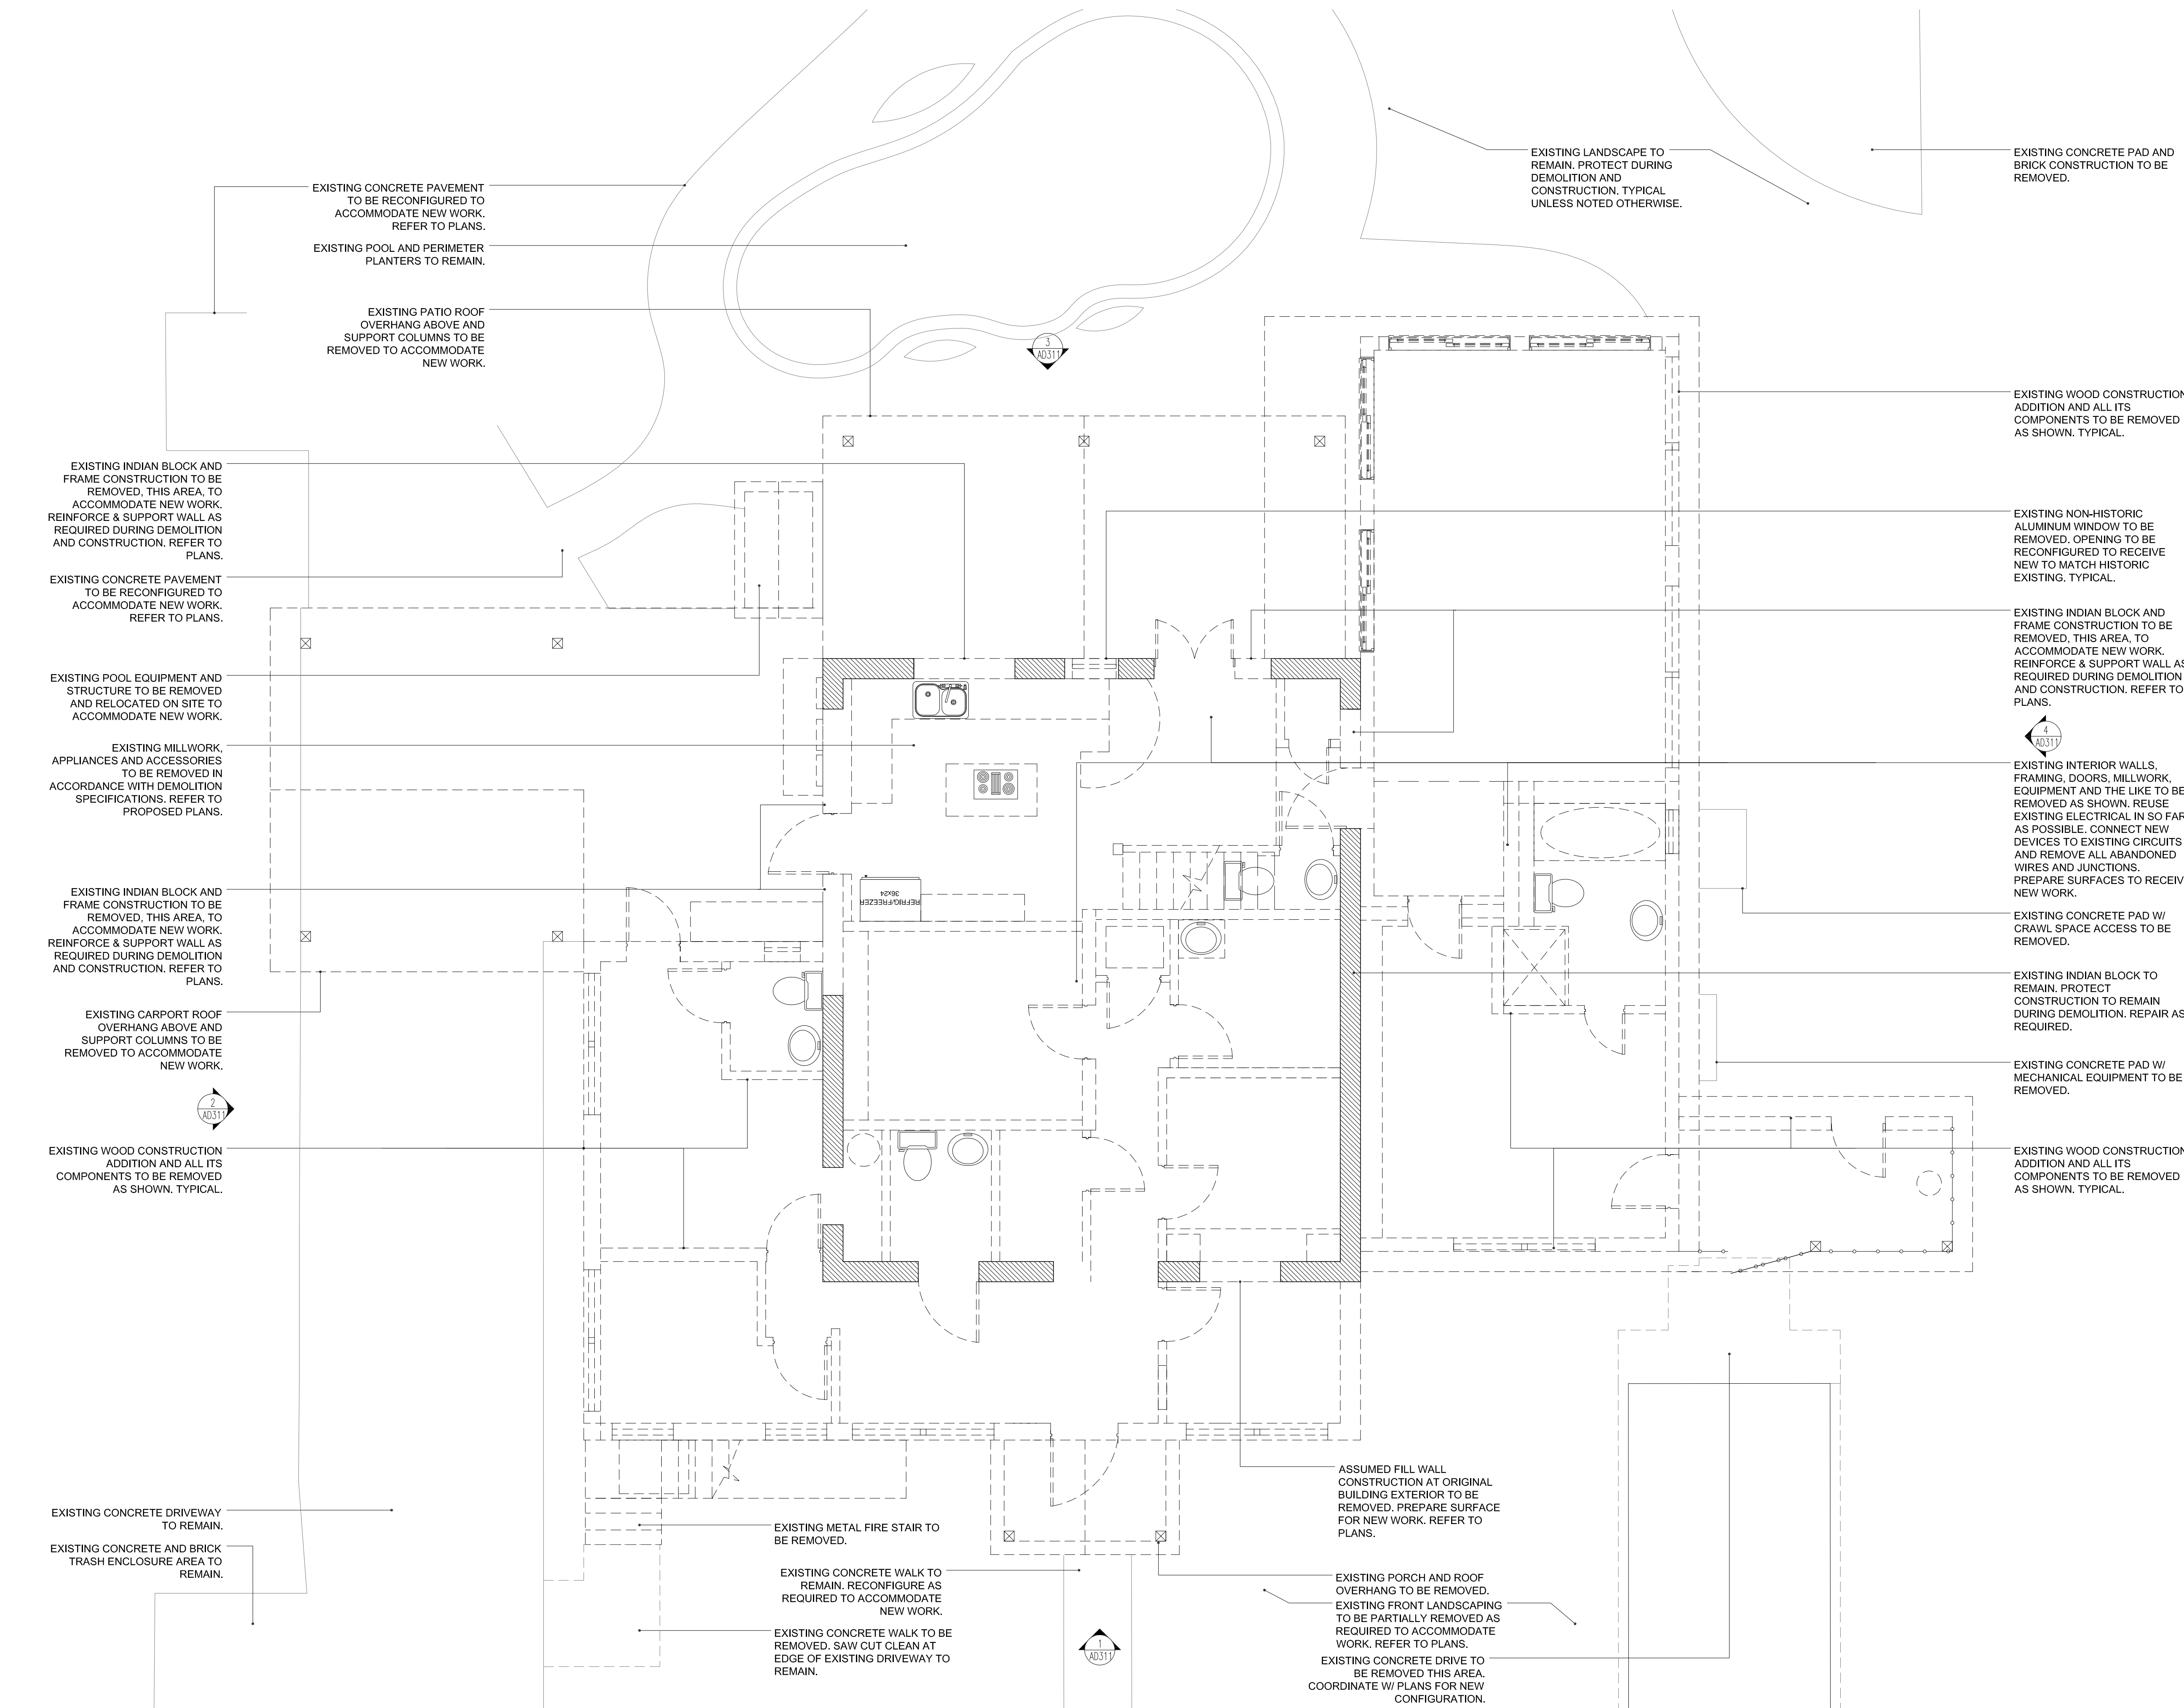 EXISTING CONCRETE PAVEMENT
TO BE RECONFIGURED TO
ACCOMMODATE NEW WORK.
REFER TO PLANS.
EXISTING POOL AND PERIMETER
PLANTERS TO REMAIN.
EXISTING PATIO ROOF
OVERHANG ABOVE AND
SUPPORT COLUMNS TO BE
REMOVED TO ACCOMMODATE
NEW WORK.
EXISTING LANDSCAPE TO
REMAIN. PROTECT DURING
DEMOLITION AND
CONSTRUCTION. TYPICAL
UNLESS NOTED OTHERWISE.
EXISTING CONCRETE PAD AND
BRICK CONSTRUCTION TO BE
REMOVED.
3
AD311
EXISTING INDIAN BLOCK AND
FRAME CONSTRUCTION TO BE
REMOVED, THIS AREA, TO
ACCOMMODATE NEW WORK.
REINFORCE & SUPPORT WALL AS
REQUIRED DURING DEMOLITION
AND CONSTRUCTION. REFER TO
PLANS.
EXISTING CONCRETE PAVEMENT
TO BE RECONFIGURED TO
ACCOMMODATE NEW WORK.
REFER TO PLANS.
EXISTING POOL EQUIPMENT AND
STRUCTURE TO BE REMOVED
AND RELOCATED ON SITE TO
ACCOMMODATE NEW WORK.
EXISTING MILLWORK,
APPLIANCES AND ACCESSORIES
TO BE REMOVED IN
ACCORDANCE WITH DEMOLITION
SPECIFICATIONS. REFER TO
PROPOSED PLANS.
EXISTING INDIAN BLOCK AND
FRAME CONSTRUCTION TO BE
REMOVED, THIS AREA, TO
ACCOMMODATE NEW WORK.
REINFORCE & SUPPORT WALL AS
REQUIRED DURING DEMOLITION
AND CONSTRUCTION. REFER TO
PLANS.
EXISTING CARPORT ROOF
OVERHANG ABOVE AND
SUPPORT COLUMNS TO BE
REMOVED TO ACCOMMODATE
NEW WORK.
2
AD311
EXISTING WOOD CONSTRUCTION
ADDITION AND ALL ITS
COMPONENTS TO BE REMOVED
AS SHOWN. TYPICAL.
EXISTING CONCRETE DRIVEWAY
TO REMAIN.
EXISTING CONCRETE AND BRICK
TRASH ENCLOSURE AREA TO
REMAIN.
REFRIG/FREEZER
36x24
EXISTING WOOD CONSTRUCTION
ADDITION AND ALL ITS
COMPONENTS TO BE REMOVED
AS SHOWN. TYPICAL.
EXISTING NON-HISTORIC
ALUMINUM WINDOW TO BE
REMOVED. OPENING TO BE
RECONFIGURED TO RECEIVE
NEW TO MATCH HISTORIC
EXISTING. TYPICAL.
EXISTING INDIAN BLOCK AND
FRAME CONSTRUCTION TO BE
REMOVED, THIS AREA, TO
ACCOMMODATE NEW WORK.
REINFORCE & SUPPORT WALL AS
REQUIRED DURING DEMOLITION
AND CONSTRUCTION. REFER TO
PLANS.
4
AD311
EXISTING INTERIOR WALLS,
FRAMING, DOORS, MILLWORK,
EQUIPMENT AND THE LIKE TO BE
REMOVED AS SHOWN. REUSE
EXISTING ELECTRICAL IN SO FAR
AS POSSIBLE. CONNECT NEW
DEVICES TO EXISTING CIRCUITS
AND REMOVE ALL ABANDONED
WIRES AND JUNCTIONS.
PREPARE SURFACES TO RECEIV
NEW WORK.
EXISTING CONCRETE PAD W/
CRAWL SPACE ACCESS TO BE
REMOVED.
EXISTING INDIAN BLOCK TO
REMAIN. PROTECT
CONSTRUCTION TO REMAIN
DURING DEMOLITION. REPAIR AS
REQUIRED.
EXISTING CONCRETE PAD W/
MECHANICAL EQUIPMENT TO BE
REMOVED.
EXISTING WOOD CONSTRUCTION
ADDITION AND ALL ITS
COMPONENTS TO BE REMOVED
AS SHOWN. TYPICAL.
EXISTING METAL FIRE STAIR TO
BE REMOVED.
EXISTING CONCRETE WALK TO
REMAIN. RECONFIGURE AS
REQUIRED TO ACCOMMODATE
NEW WORK.
EXISTING CONCRETE WALK TO BE
REMOVED. SAW CUT CLEAN AT
EDGE OF EXISTING DRIVEWAY TO
REMAIN.
1
AD311
ASSUMED FILL WALL
CONSTRUCTION AT ORIGINAL
BUILDING EXTERIOR TO BE
REMOVED. PREPARE SURFACE
FOR NEW WORK. REFER TO
PLANS.
EXISTING PORCH AND ROOF
OVERHANG TO BE REMOVED.
EXISTING FRONT LANDSCAPING
TO BE PARTIALLY REMOVED AS
REQUIRED TO ACCOMMODATE
WORK. REFER TO PLANS.
EXISTING CONCRETE DRIVE TO
BE REMOVED THIS AREA.
COORDINATE W/ PLANS FOR NEW
CONFIGURATION.